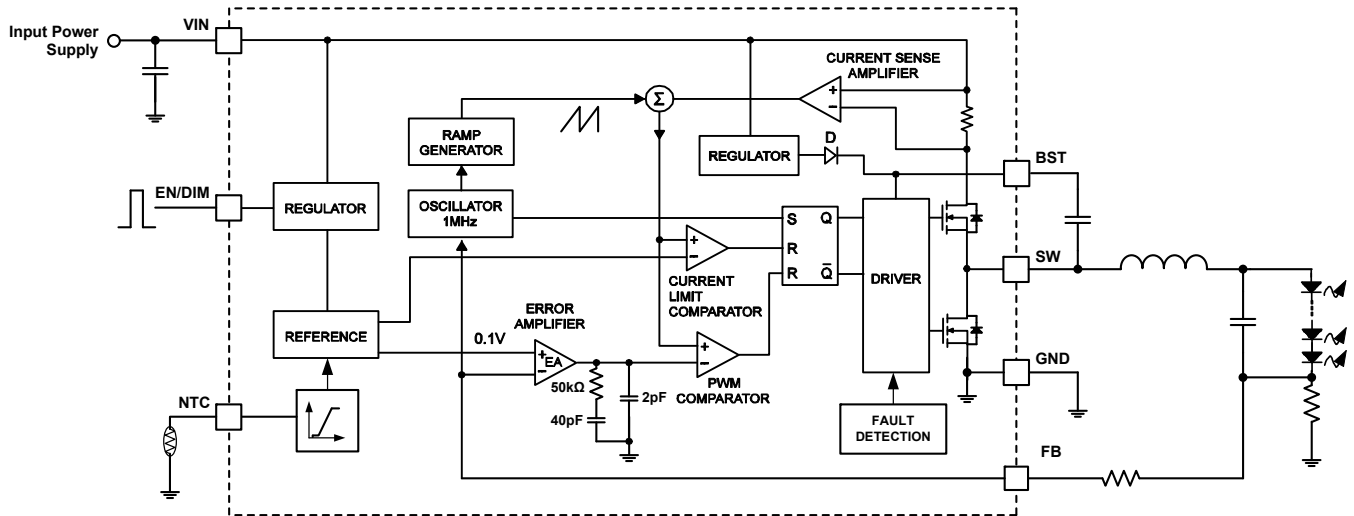 Input Power
Supply
VIN
EN/DIM
NTC
REGULATOR
REFERENCE
RAMP
GENERATOR
OSCILLATOR
1MHz
Σ
CURRENT SENSE
AMPLIFIER
+
−
REGULATOR
D
S
Q
R
R
Q̅
+
−
CURRENT
LIMIT
COMPARATOR
ERROR
AMPLIFIER
0.1V
+
EA
−
50kΩ
40pF
2pF
+
−
PWM
COMPARATOR
DRIVER
FAULT
DETECTION
BST
SW
GND
FB